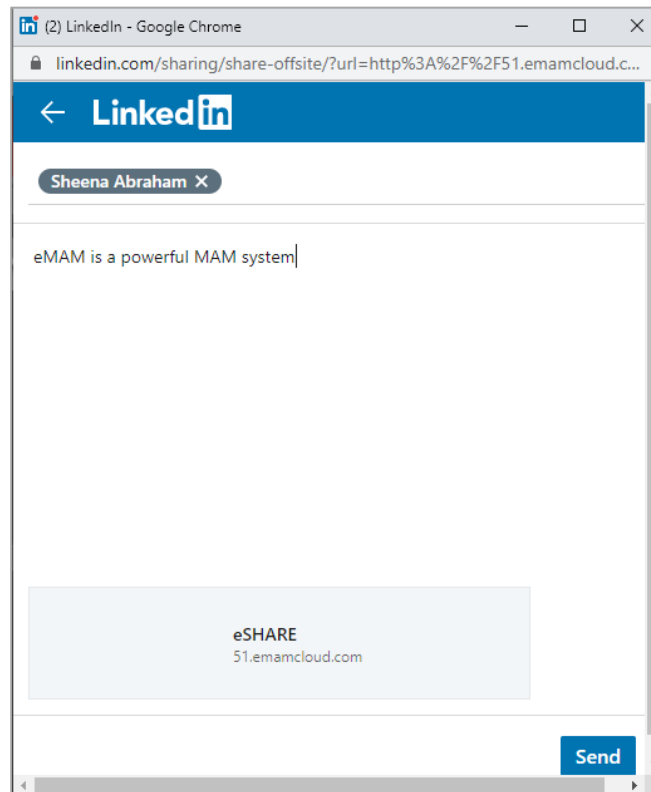 (2) LinkedIn - Google Chrome
linkedin.com/sharing/share-offsite/?url=http%3A%2F%2F51.emamcloud.c...
Linked in
Sheena Abraham ×
eMAM is a powerful MAM system
eSHARE
51.emamcloud.com
Send